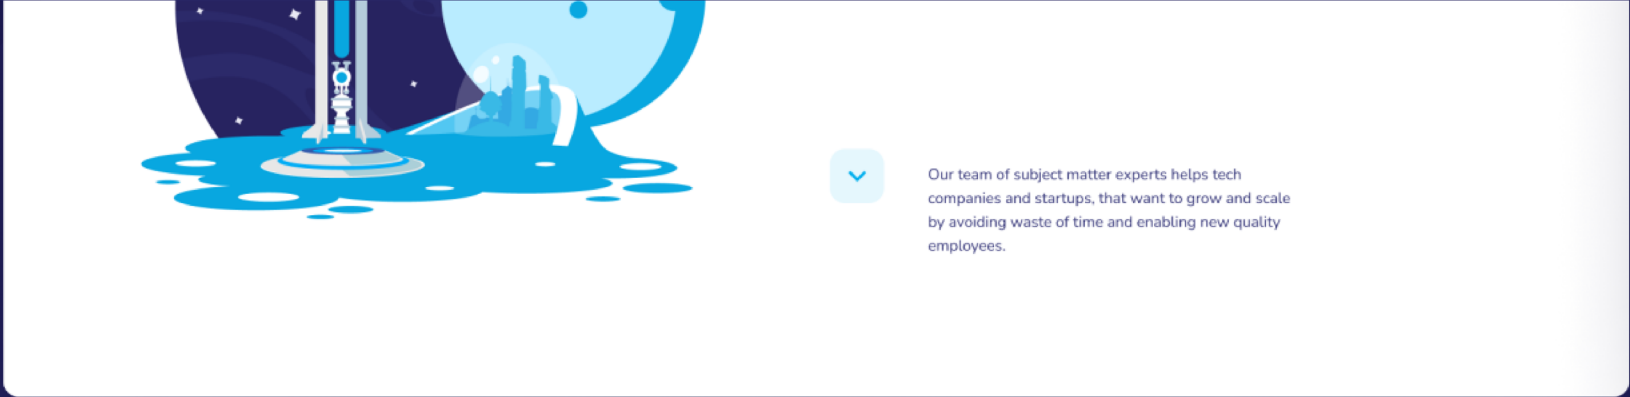 Our team of subject matter experts helps tech
companies and startups, that want to grow and scale
by avoiding waste of time and enabling new quality
employees.